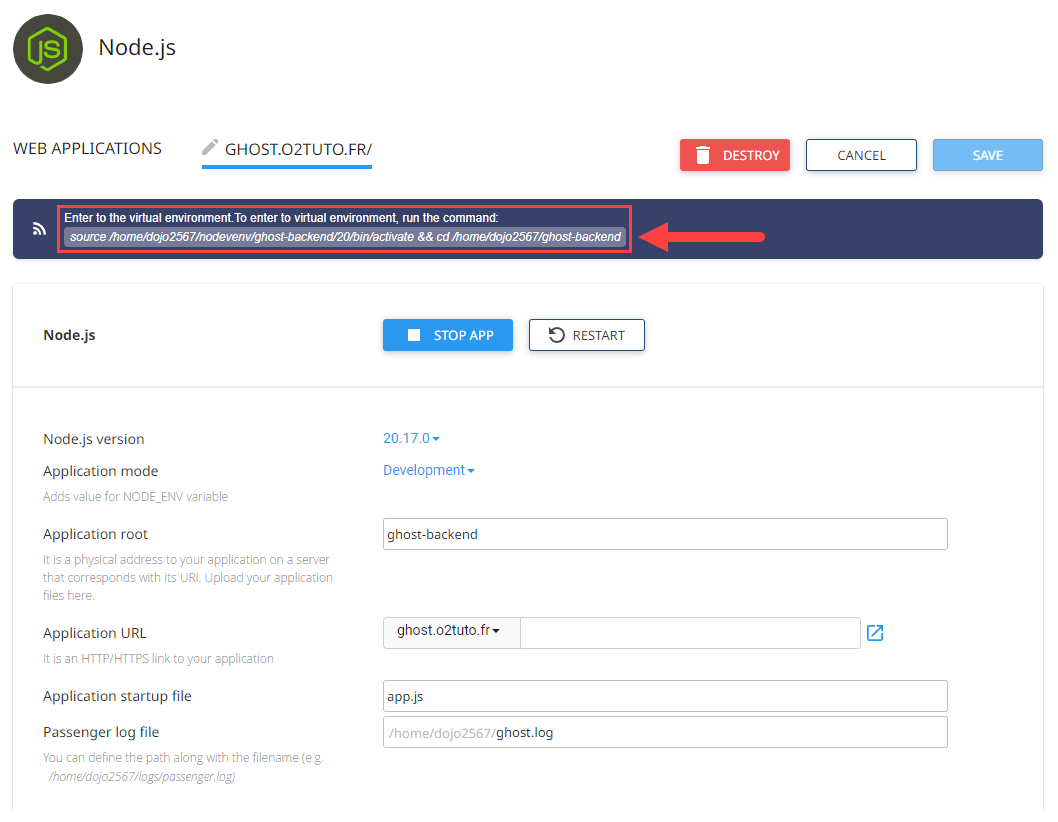 JS
Node.js
WEB APPLICATIONS
GHOST.O2TUTO.FR/
DESTROY
CANCEL
SAVE
Enter to the virtual environment.To enter to virtual environment, run the command:
source /home/dojo2567/nodevenv/ghost-backend/20/bin/activate && cd /home/dojo2567/ghost-backend
Node.js
STOP APP
RESTART
Node.js version
20.17.0
Application mode
Development
Adds value for NODE_ENV variable
Application root
ghost-backend
It is a physical address to your application on a server
that corresponds with its URI. Upload your application
files here.
Application URL
ghost.o2tuto.fr
It is an HTTP/HTTPS link to your application
Application startup file
app.js
Passenger log file
/home/dojo2567/ghost.log
You can define the path along with the filename (e.g.
/home/dojo2567/logs/passenger.log)